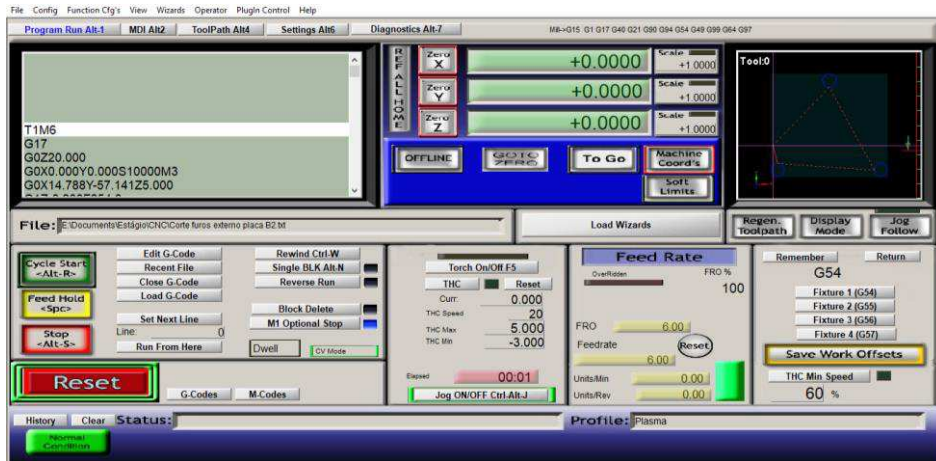 File Config Function Cfg's View Wizards Operator PlugIn Control Help
Program Run Alt-1 MDI Alt2 ToolPath Alt4 Settings Alt6 Diagnostics Alt-7 Mill->G15 G1 G17 G40 G21 G90 G94 G54 G49 G99 G64 G97
T1M6
G17
G0Z20.000
G0X0.000Y0.000S10000M3
G0X14.788Y-57.141Z5.000
REF ALL HOME
Zero X +0.0000 Scale +1.0000
Zero Y +0.0000 Scale +1.0000
Zero Z +0.0000 Scale +1.0000
OFFLINE GOTO ZERO To Go Machine Coord's
Soft Limits
Tool:0
File: E:\Documents\Estágio\CNC\Corte furos externo placa B2.txt Load Wizards
Regen. Toolpath Display Mode Jog Follow
Cycle Start <Alt-R>
Feed Hold <Spc>
Stop <Alt-S>
Edit G-Code
Recent File
Close G-Code
Load G-Code
Set Next Line
Line: 0
Run From Here
Rewind Ctrl-W
Single BLK Alt-N
Reverse Run
Block Delete
M1 Optional Stop
Dwell CV Mode
Reset
G-Codes M-Codes
Torch On/Off F5
THC Reset
Curr. 0.000
THC Speed 20
THC Max 5.000
THC Min -3.000
Elapsed 00:01
Jog ON/OFF Ctrl-Alt-J
Feed Rate
OverRidden FRO %
100
FRO 6.00
Feedrate Reset
6.00
Units/Min 0.00
Units/Rev 0.00
Remember Return
G54
Fixture 1 (G54)
Fixture 2 (G55)
Fixture 3 (G56)
Fixture 4 (G57)
Save Work Offsets
THC Min Speed
60 %
History Clear Status: Profile: Plasma
Normal Condition